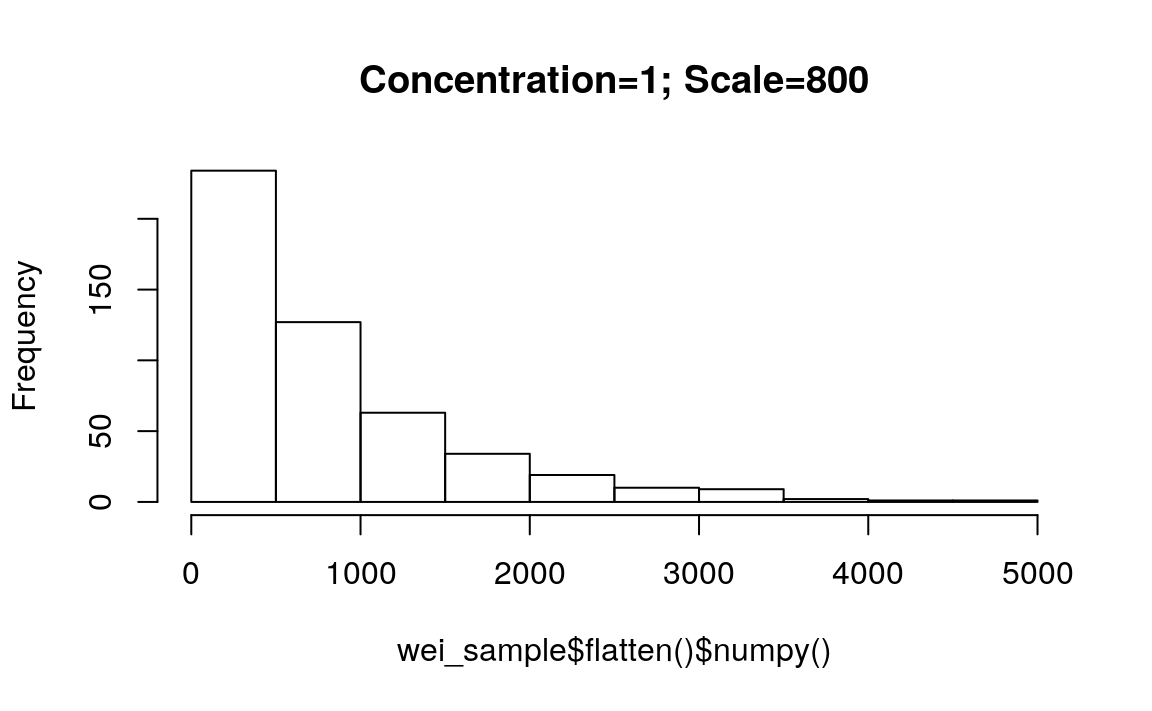 Concentration=1; Scale=800
Frequency
150
50
0
0 1000 2000 3000 4000 5000
wei_sample$flatten()$numpy()